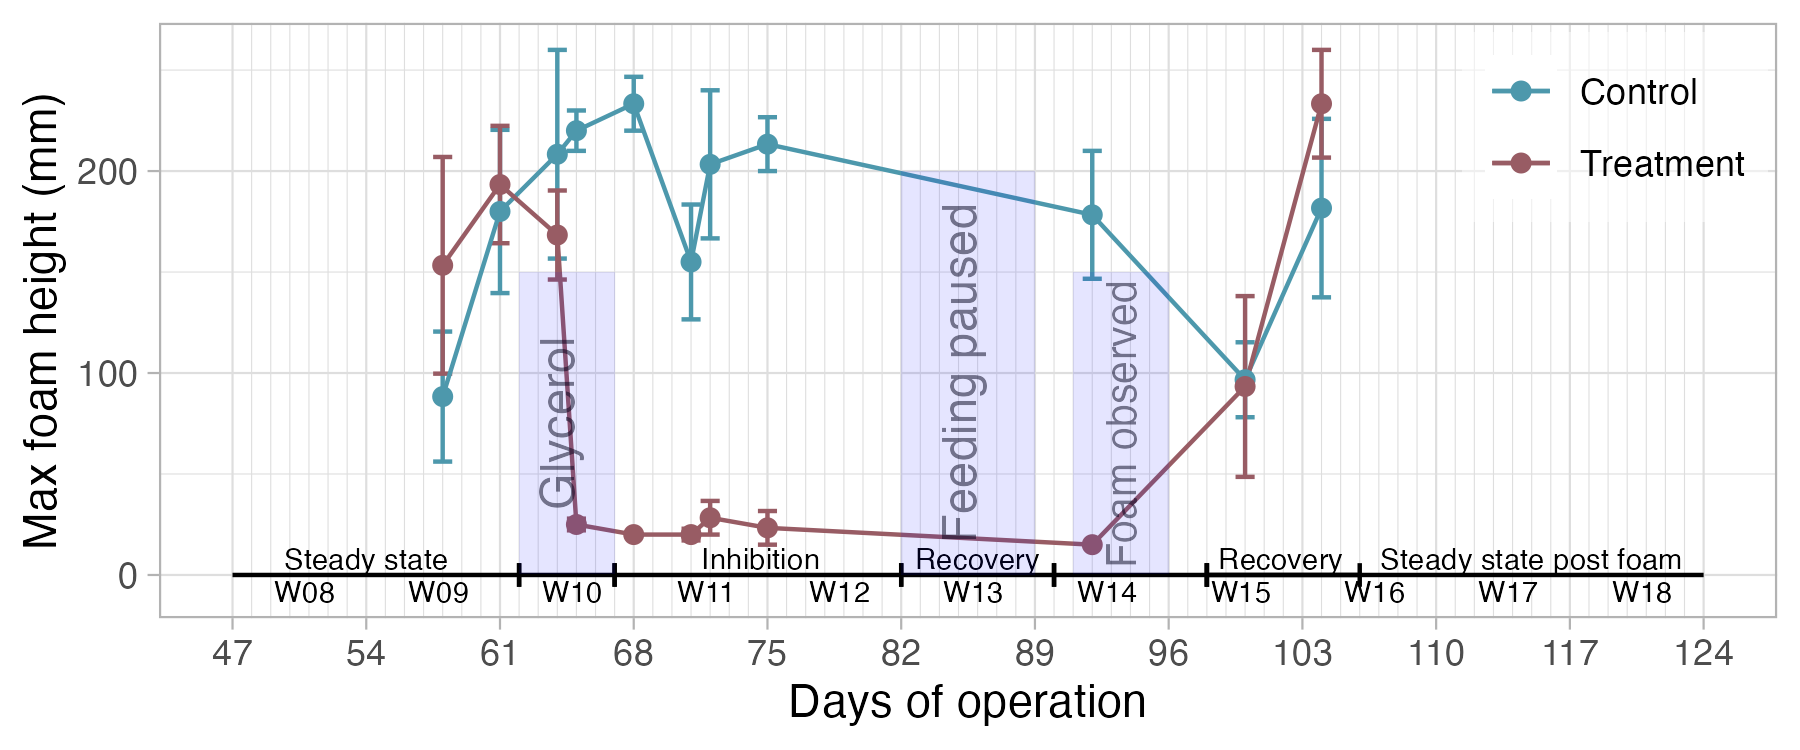 Max foam height (mm)
200
100
0
Control
Treatment
Glycerol
Feeding paused
Foam observed
Steady state
Inhibition
Recovery
Recovery
Steady state post foam
W08 W09 W10 W11 W12 W13 W14 W15 W16 W17 W18
47 54 61 68 75 82 89 96 103 110 117 124
Days of operation